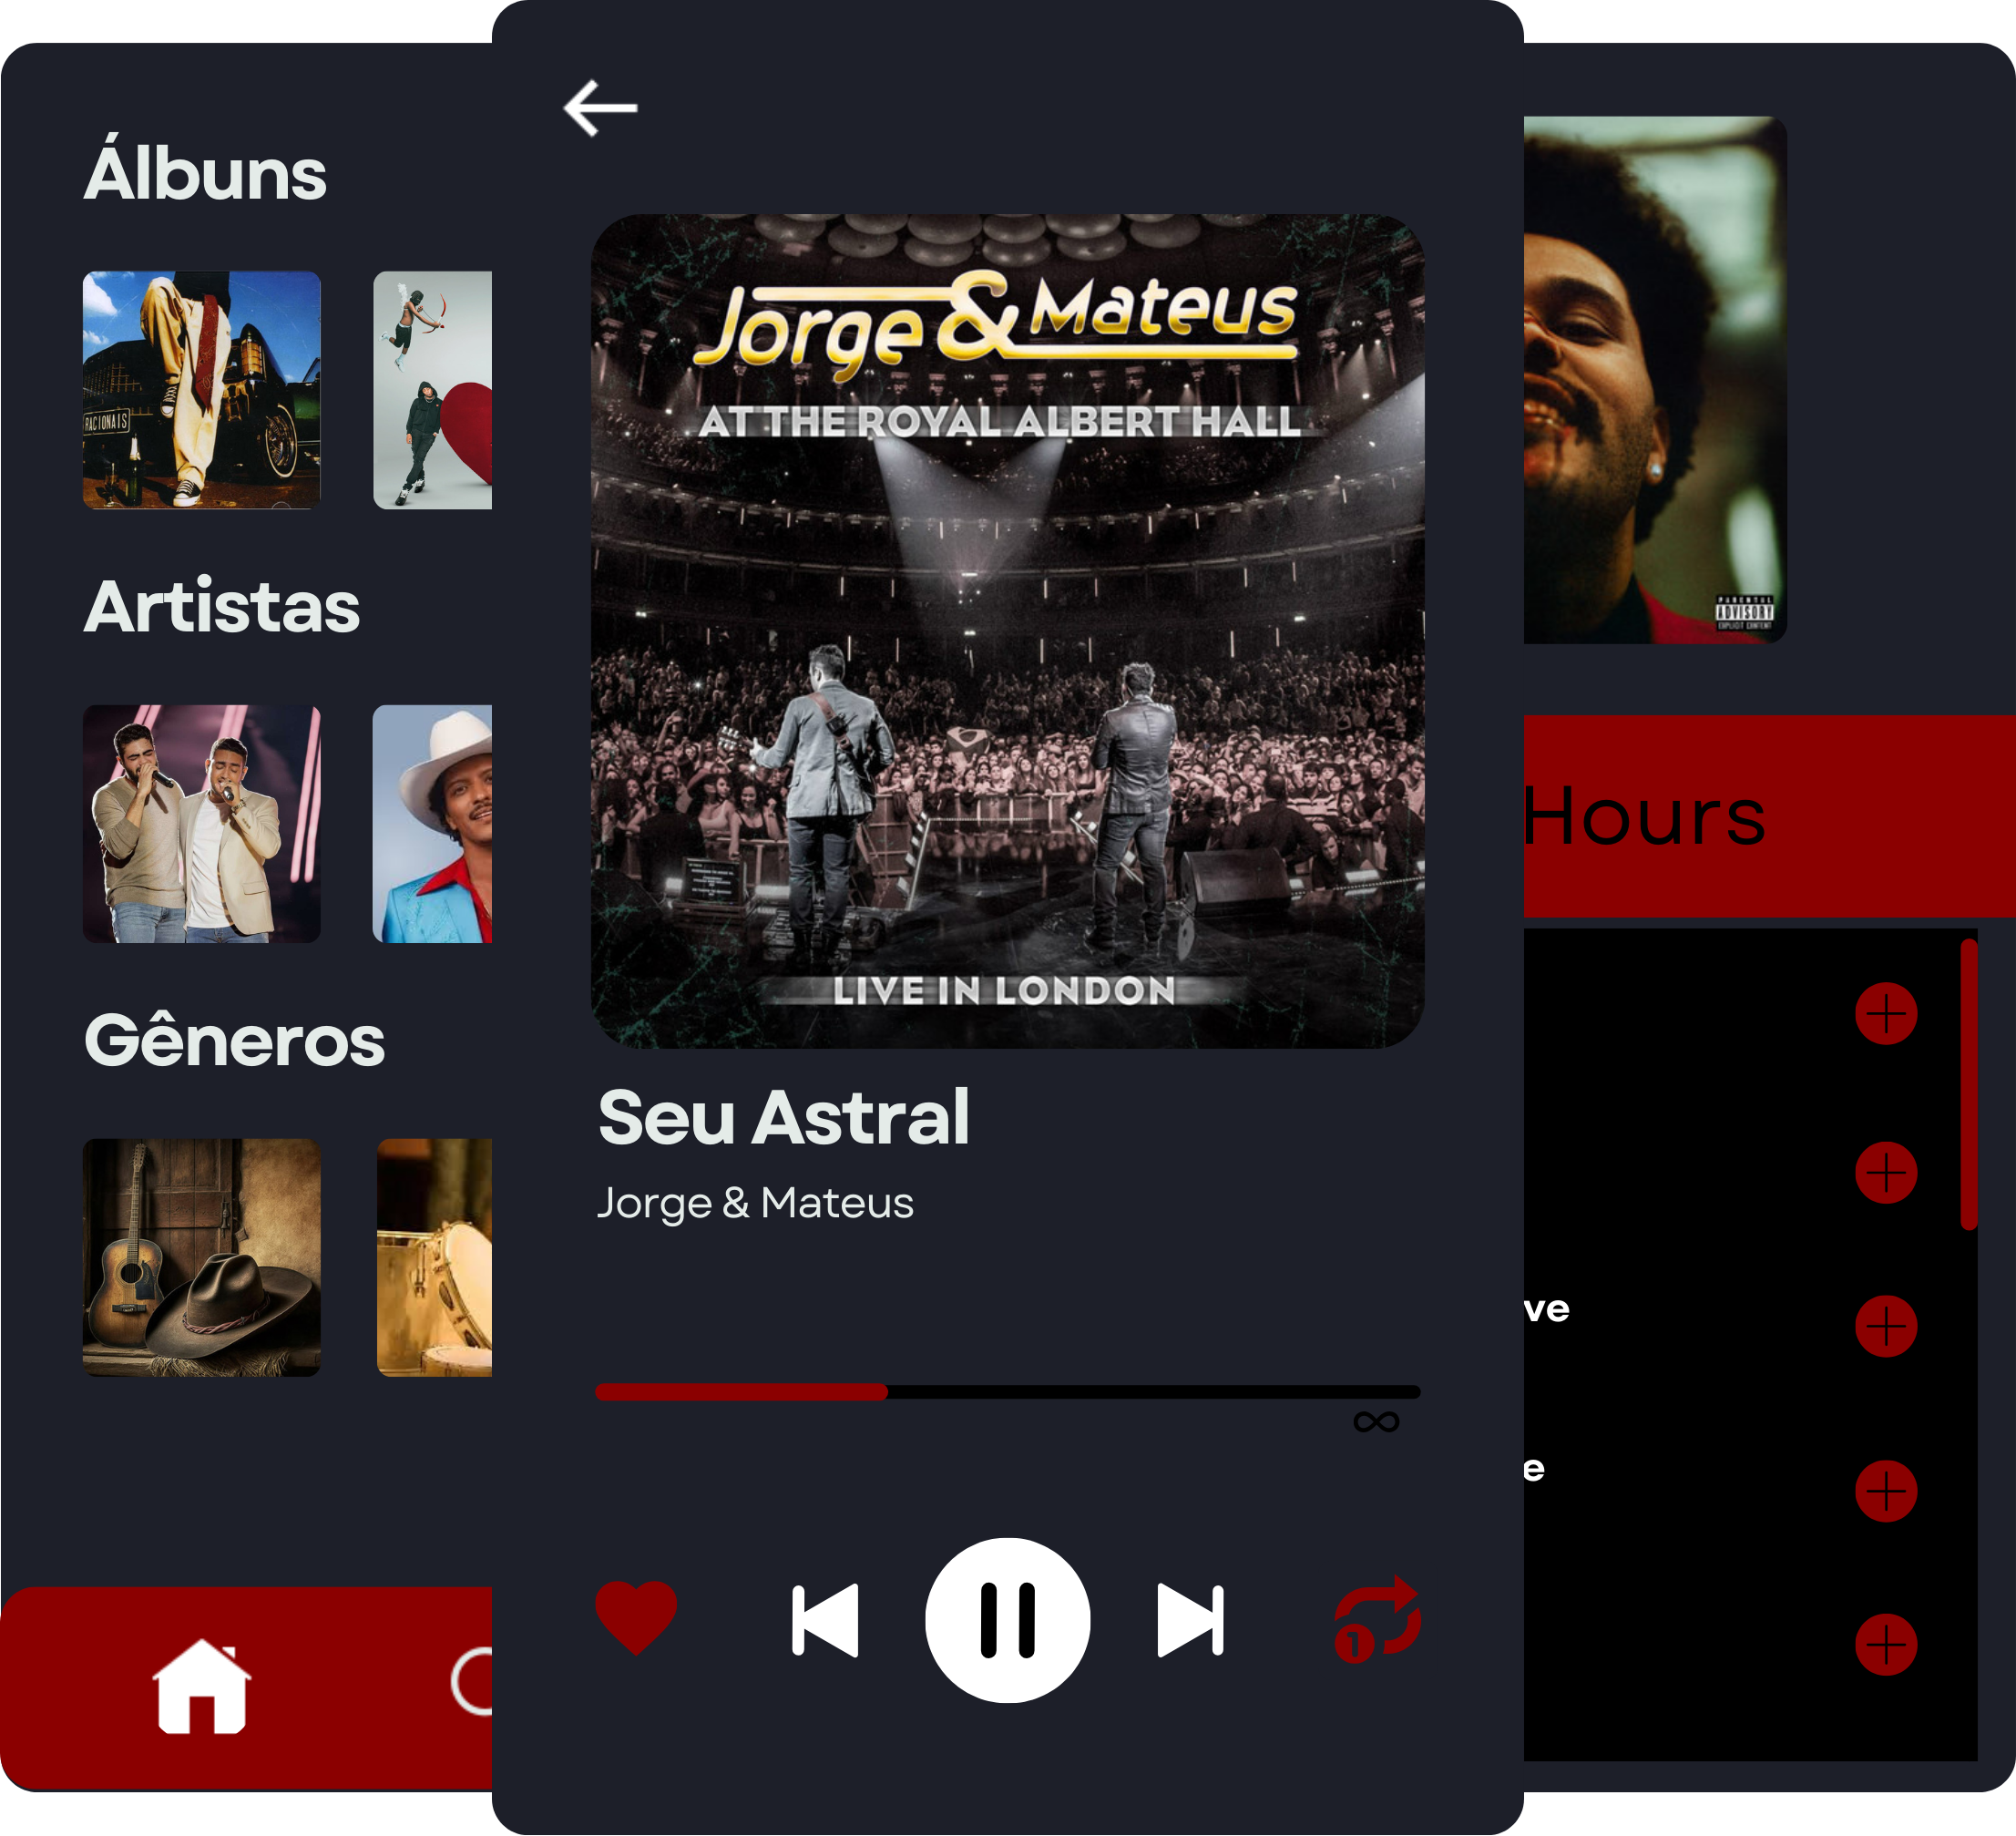 Álbuns
RACIONAIS
Artistas
Gêneros
Jorge & Mateus
AT THE ROYAL ALBERT HALL
LIVE IN LONDON
Seu Astral
Jorge & Mateus
∞
1
PARENTAL
ADVISORY
EXPLICIT CONTENT
Hours
ve
e